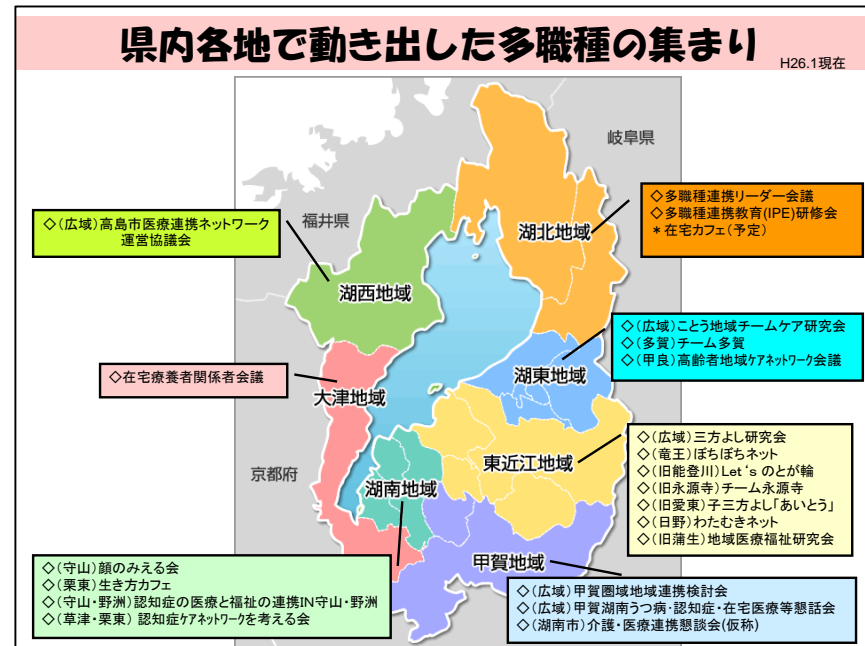 県内各地で動き出した多職種の集まり
H26.1現在
岐阜県
福井県
京都府
湖北地域
湖西地域
湖東地域
大津地域
東近江地域
湖南地域
甲賀地域
◇(広域)高島市医療連携ネットワーク
運営協議会
◇多職種連携リーダー会議
◇多職種連携教育(IPE)研修会
＊在宅カフェ(予定)
◇(広域)ことう地域チームケア研究会
◇(多賀)チーム多賀
◇(甲良)高齢者地域ケアネットワーク会議
◇在宅療養者関係者会議
◇(広域)三方よし研究会
◇(竜王)ぼちぼちネット
◇(旧能登川)Let‘s のとが輪
◇(旧永源寺)チーム永源寺
◇(旧愛東)子三方よし「あいとう」
◇(日野)わたむきネット
◇(旧蒲生)地域医療福祉研究会
◇(守山)顔のみえる会
◇(栗東)生き方カフェ
◇(守山・野洲)認知症の医療と福祉の連携IN守山・野洲
◇(草津・栗東) 認知症ケアネットワークを考える会
◇(広域)甲賀圏域地域連携検討会
◇(広域)甲賀湖南うつ病・認知症・在宅医療等懇話会
◇(湖南市)介護・医療連携懇談会(仮称)